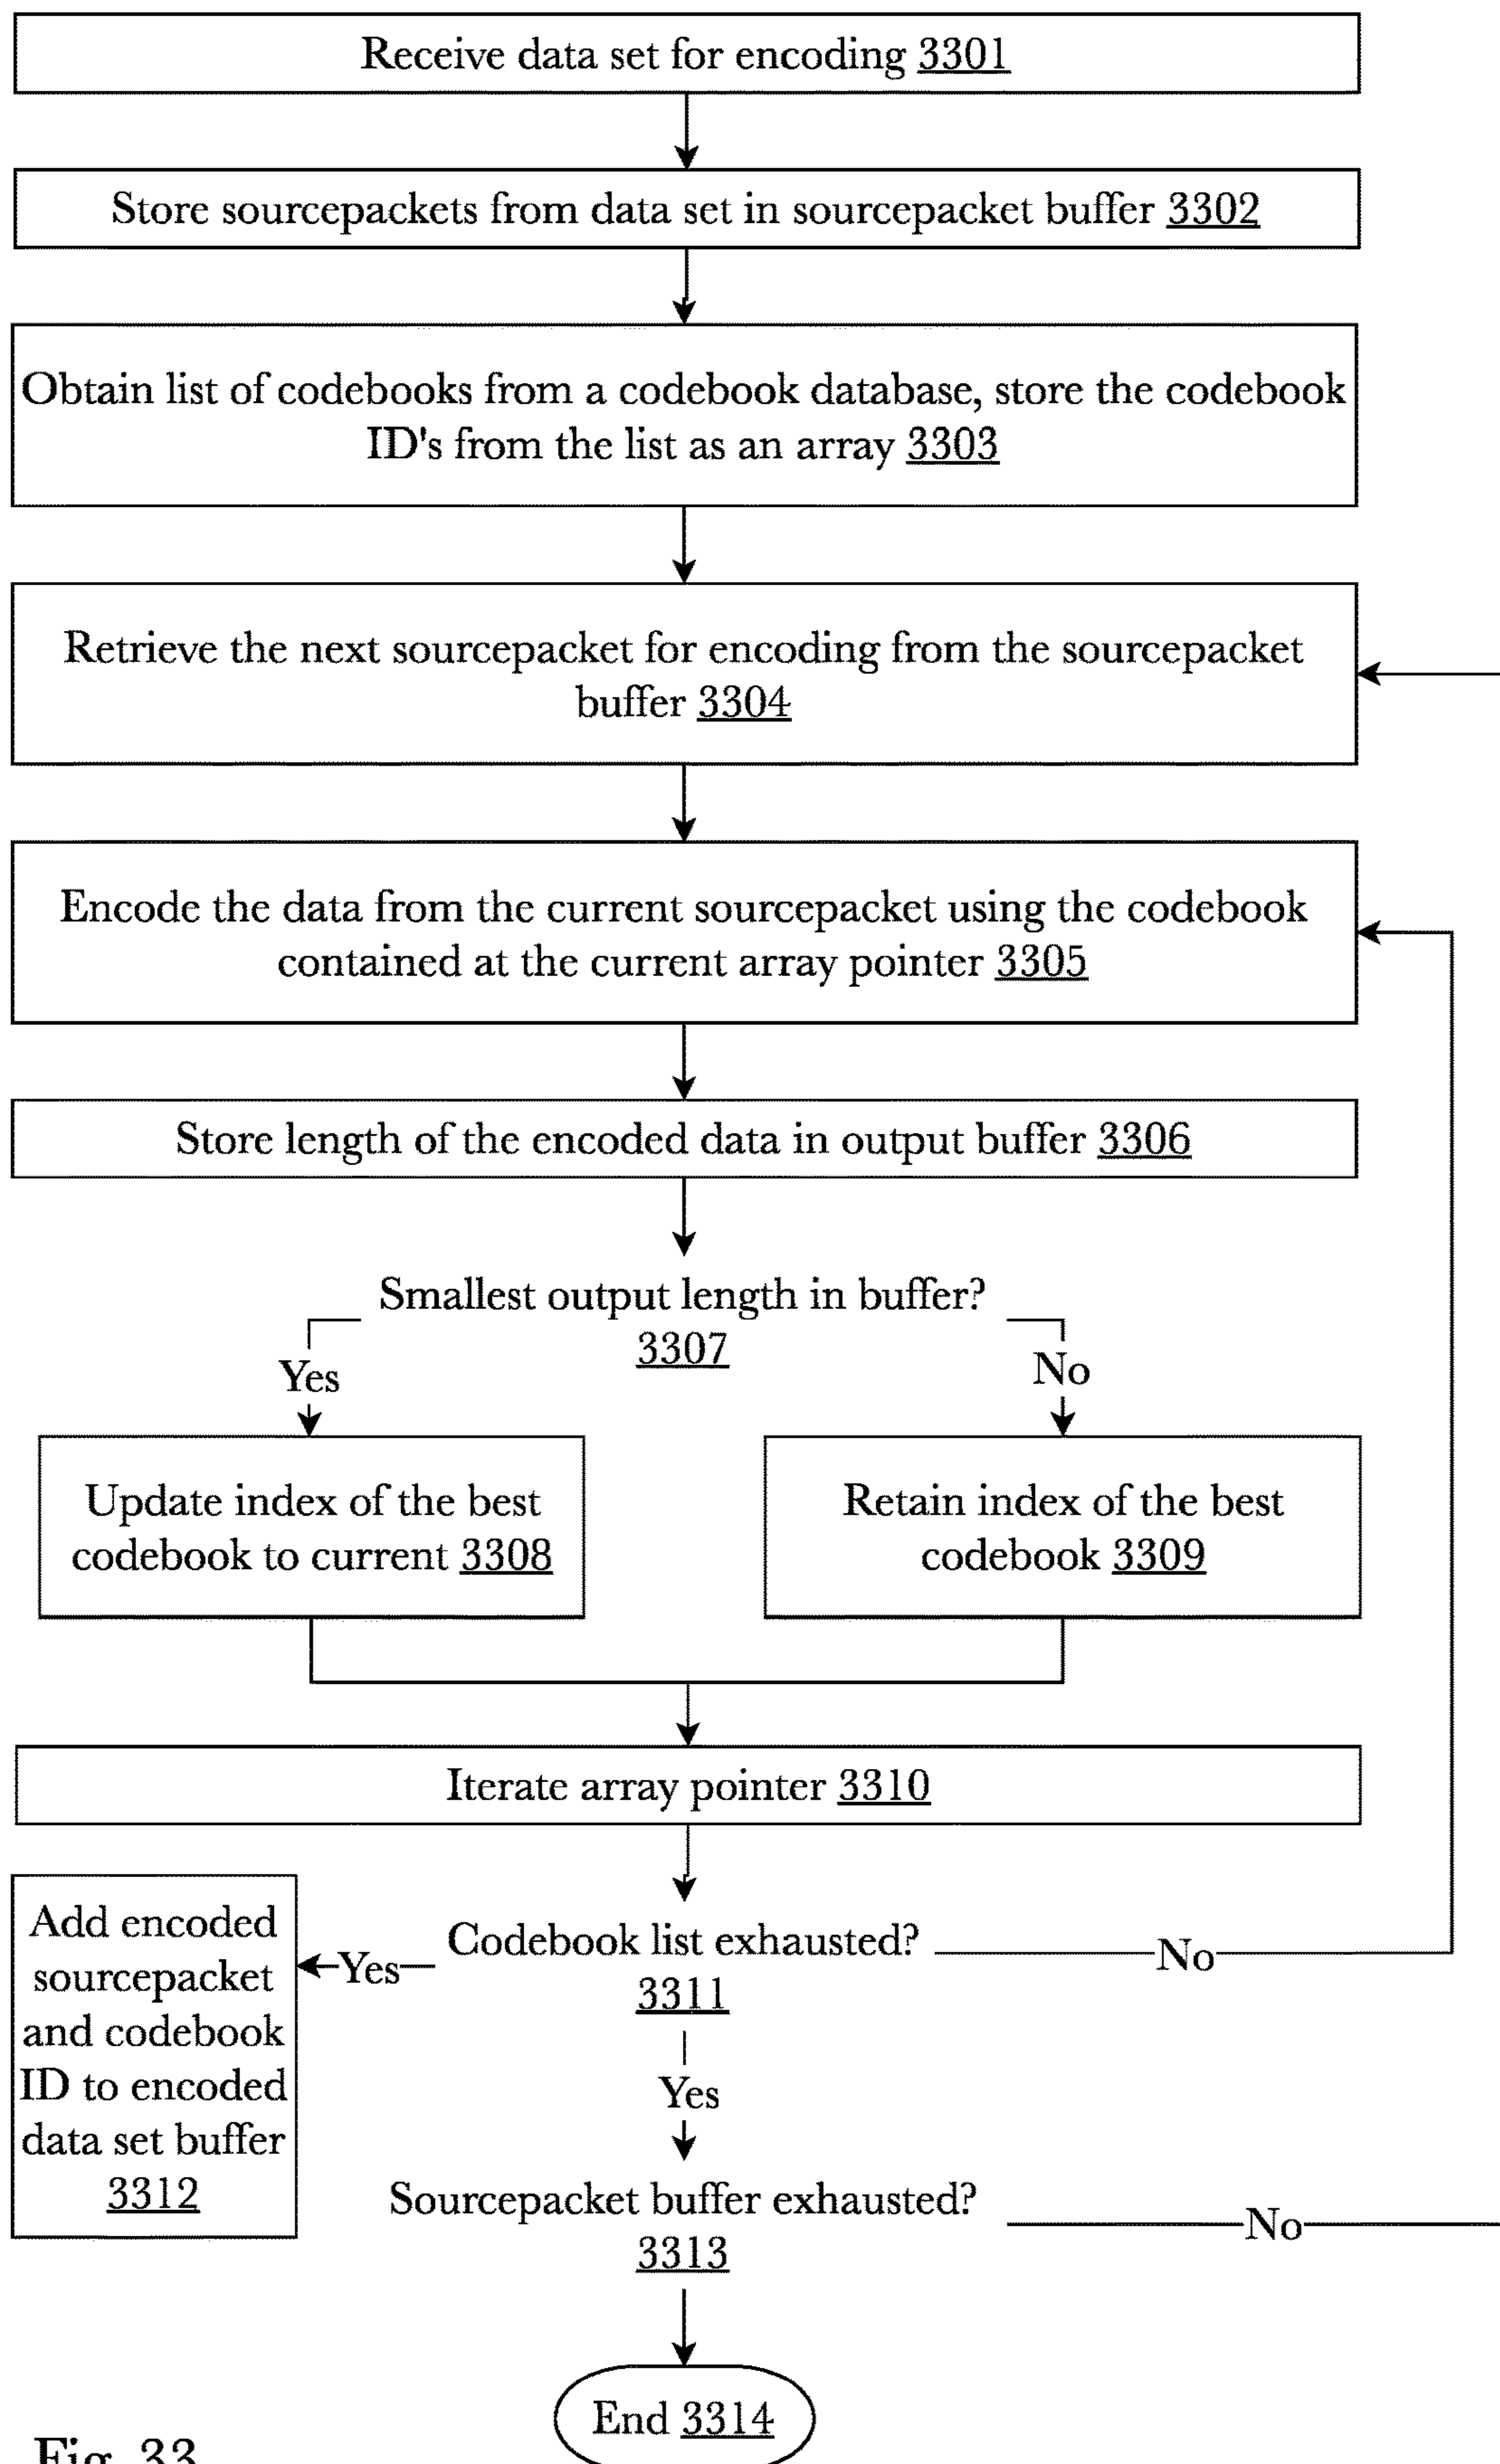 Receive data set for encoding 3301
Store sourcepackets from data set in sourcepacket buffer 3302
Obtain list of codebooks from a codebook database, store the codebook
ID's from the list as an array 3303
Retrieve the next sourcepacket for encoding from the sourcepacket
buffer 3304
Encode the data from the current sourcepacket using the codebook
contained at the current array pointer 3305
Store length of the encoded data in output buffer 3306
Smallest output length in buffer?
3307
Yes
No
Update index of the best
codebook to current 3308
Retain index of the best
codebook 3309
Iterate array pointer 3310
Codebook list exhausted?
3311
Yes
No
Add encoded
sourcepacket
and codebook
ID to encoded
data set buffer
3312
Yes
Sourcepacket buffer exhausted?
3313
No
End 3314
Fig. 33